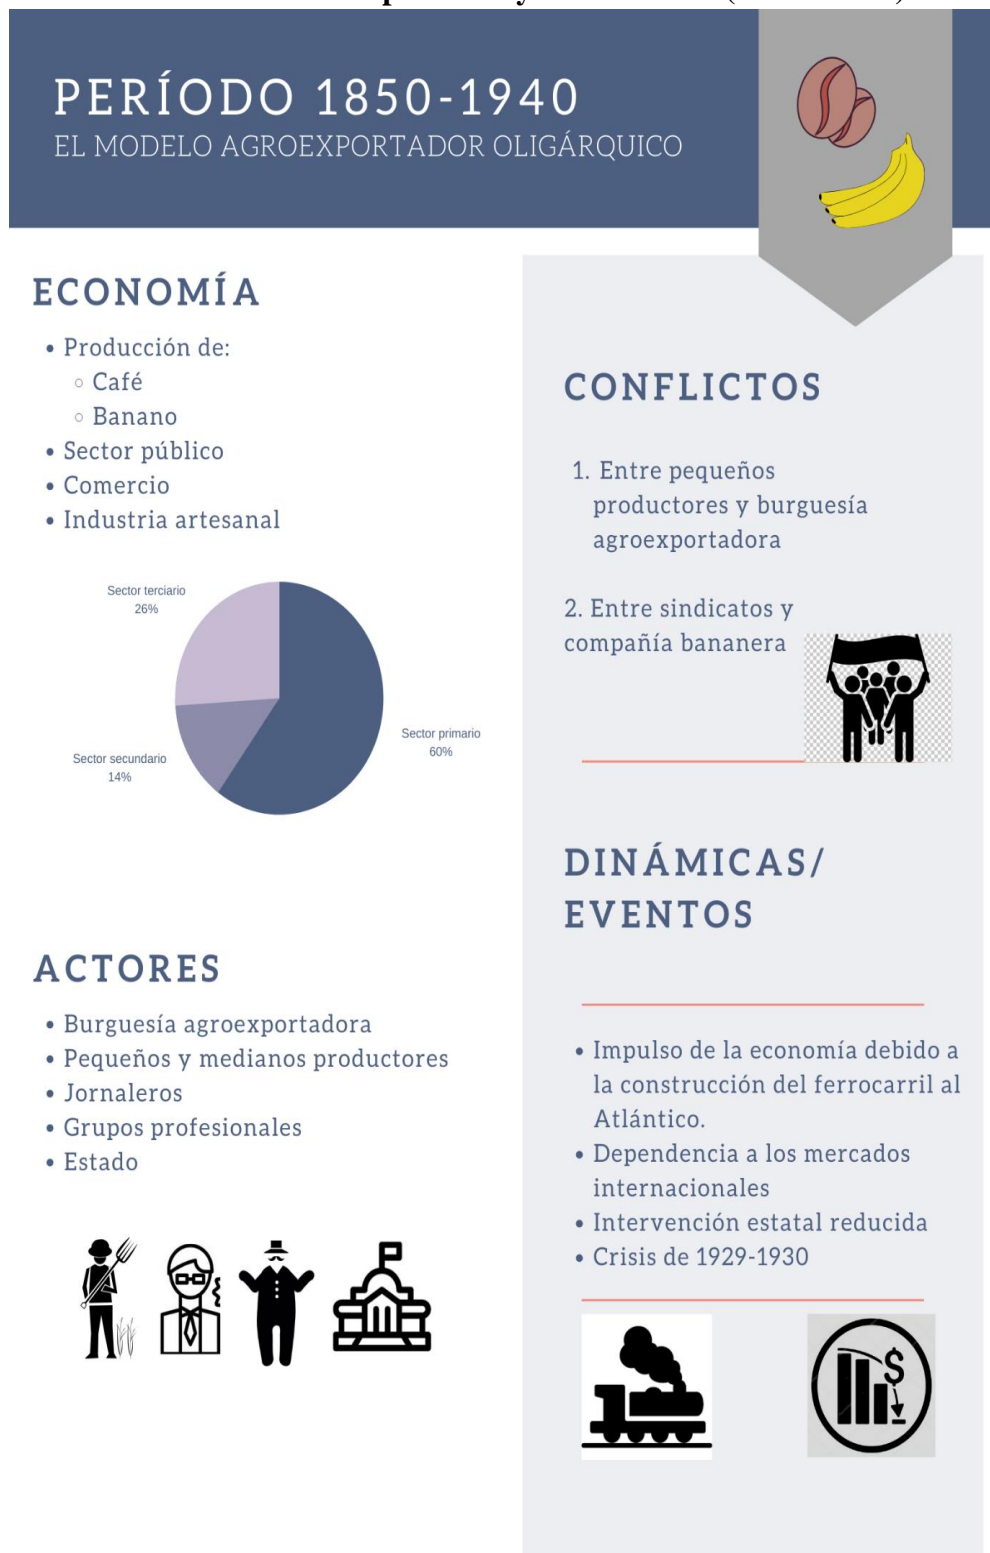 PERÍODO 1850-1940
EL MODELO AGROEXPORTADOR OLIGÁRQUICO
ECONOMÍA
• Producción de:
◦ Café
◦ Banano
• Sector público
• Comercio
• Industria artesanal
Sector terciario
26%
Sector primario
60%
Sector secundario
14%
ACTORES
• Burguesía agroexportadora
• Pequeños y medianos productores
• Jornaleros
• Grupos profesionales
• Estado
CONFLICTOS
1. Entre pequeños
productores y burguesía
agroexportadora
2. Entre sindicatos y
compañía bananera
DINÁMICAS/
EVENTOS
• Impulso de la economía debido a
la construcción del ferrocarril al
Atlántico.
• Dependencia a los mercados
internacionales
• Intervención estatal reducida
• Crisis de 1929-1930
$